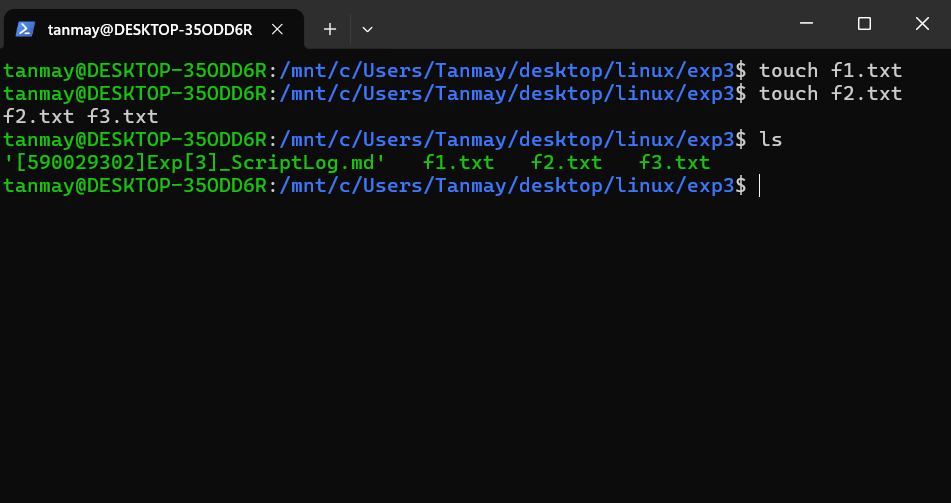 tanmay@DESKTOP-35ODD6R
tanmay@DESKTOP-35ODD6R:/mnt/c/Users/Tanmay/desktop/linux/exp3$ touch f1.txt
tanmay@DESKTOP-35ODD6R:/mnt/c/Users/Tanmay/desktop/linux/exp3$ touch f2.txt
f2.txt f3.txt
tanmay@DESKTOP-35ODD6R:/mnt/c/Users/Tanmay/desktop/linux/exp3$ ls
'[590029302]Exp[3]_ScriptLog.md'   f1.txt   f2.txt   f3.txt
tanmay@DESKTOP-35ODD6R:/mnt/c/Users/Tanmay/desktop/linux/exp3$